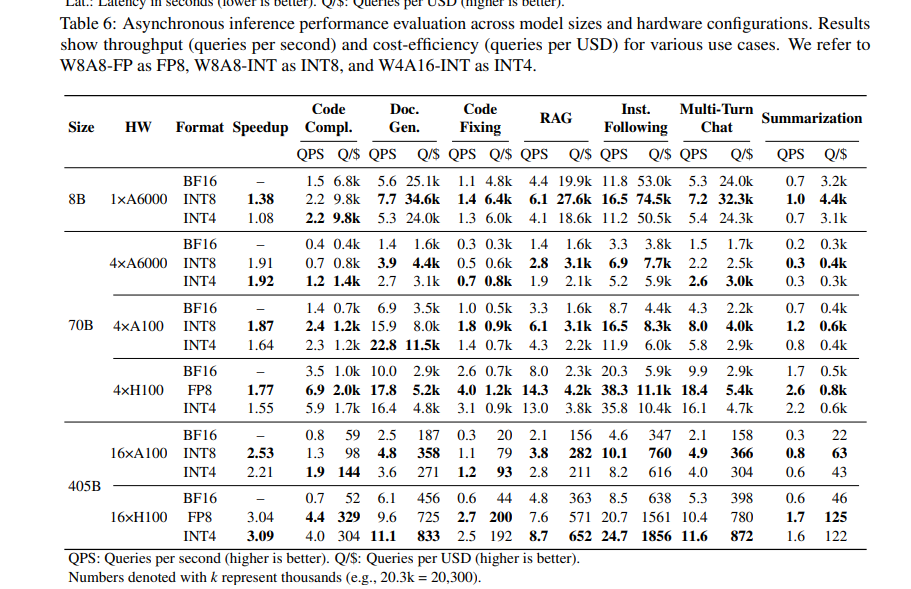 Lat.: Latency in seconds (lower is better). Q/$: Queries per USD (higher is better).
Table 6: Asynchronous inference performance evaluation across model sizes and hardware configurations. Results
show throughput (queries per second) and cost-efficiency (queries per USD) for various use cases. We refer to
W8A8-FP as FP8, W8A8-INT as INT8, and W4A16-INT as INT4.
Size HW Format Speedup Code Compl. Doc. Gen. Code Fixing RAG Inst. Following Multi-Turn Chat Summarization
QPS Q/$ QPS Q/$ QPS Q/$ QPS Q/$ QPS Q/$ QPS Q/$ QPS Q/$
8B 1×A6000
BF16 – 1.5 6.8k 5.6 25.1k 1.1 4.8k 4.4 19.9k 11.8 53.0k 5.3 24.0k 0.7 3.2k
INT8 1.38 2.2 9.8k 7.7 34.6k 1.4 6.4k 6.1 27.6k 16.5 74.5k 7.2 32.3k 1.0 4.4k
INT4 1.08 2.2 9.8k 5.3 24.0k 1.3 6.0k 4.1 18.6k 11.2 50.5k 5.4 24.3k 0.7 3.1k
70B
4×A6000
BF16 – 0.4 0.4k 1.4 1.6k 0.3 0.3k 1.4 1.6k 3.3 3.8k 1.5 1.7k 0.2 0.3k
INT8 1.91 0.7 0.8k 3.9 4.4k 0.5 0.6k 2.8 3.1k 6.9 7.7k 2.2 2.5k 0.3 0.4k
INT4 1.92 1.2 1.4k 2.7 3.1k 0.7 0.8k 1.9 2.1k 5.2 5.9k 2.6 3.0k 0.3 0.3k
4×A100
BF16 – 1.4 0.7k 6.9 3.5k 1.0 0.5k 3.3 1.6k 8.7 4.4k 4.3 2.2k 0.7 0.4k
INT8 1.87 2.4 1.2k 15.9 8.0k 1.8 0.9k 6.1 3.1k 16.5 8.3k 8.0 4.0k 1.2 0.6k
INT4 1.64 2.3 1.2k 22.8 11.5k 1.4 0.7k 4.3 2.2k 11.9 6.0k 5.8 2.9k 0.8 0.4k
4×H100
BF16 – 3.5 1.0k 10.0 2.9k 2.6 0.7k 8.0 2.3k 20.3 5.9k 9.9 2.9k 1.7 0.5k
FP8 1.77 6.9 2.0k 17.8 5.2k 4.0 1.2k 14.3 4.2k 38.3 11.1k 18.4 5.4k 2.6 0.8k
INT4 1.55 5.9 1.7k 16.4 4.8k 3.1 0.9k 13.0 3.8k 35.8 10.4k 16.1 4.7k 2.2 0.6k
405B
16×A100
BF16 – 0.8 59 2.5 187 0.3 20 2.1 156 4.6 347 2.1 158 0.3 22
INT8 2.53 1.3 98 4.8 358 1.1 79 3.8 282 10.1 760 4.9 366 0.8 63
INT4 2.21 1.9 144 3.6 271 1.2 93 2.8 211 8.2 616 4.0 304 0.6 43
16×H100
BF16 – 0.7 52 6.1 456 0.6 44 4.8 363 8.5 638 5.3 398 0.6 46
FP8 3.04 4.4 329 9.6 725 2.7 200 7.6 571 20.7 1561 10.4 780 1.7 125
INT4 3.09 4.0 304 11.1 833 2.5 192 8.7 652 24.7 1856 11.6 872 1.6 122
QPS: Queries per second (higher is better). Q/$: Queries per USD (higher is better).
Numbers denoted with k represent thousands (e.g., 20.3k = 20,300).